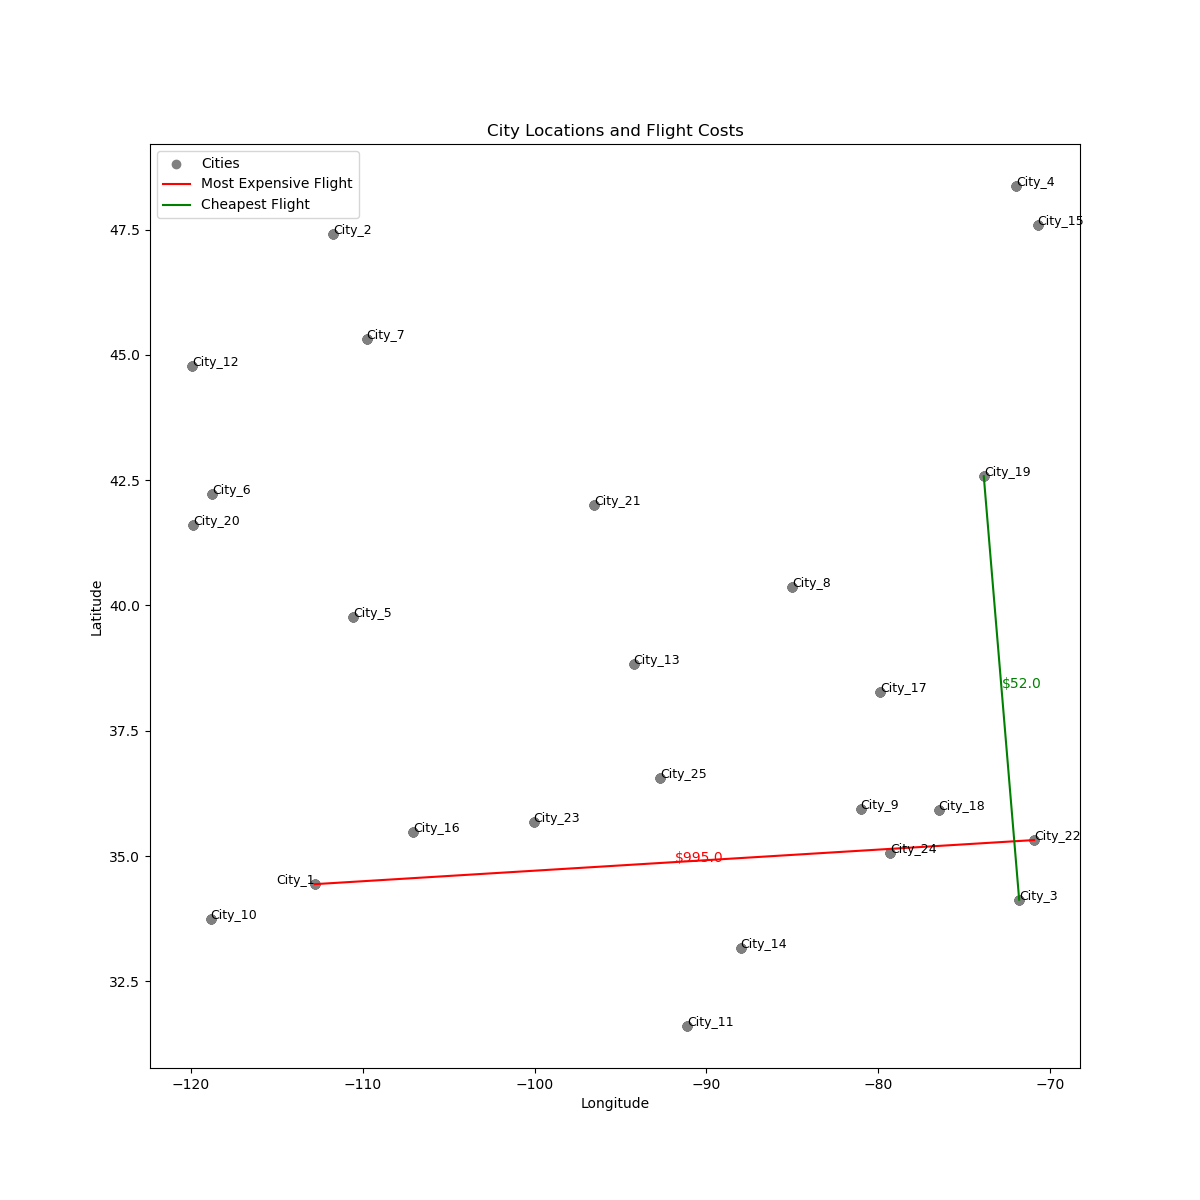 City Locations and Flight Costs
Cities
Most Expensive Flight
Cheapest Flight
City_4
City_15
City_2
City_7
City_12
City_19
City_6
City_21
City_20
City_8
City_5
City_13
City_17
$52.0
City_25
City_9
City_18
City_23
City_16
City_22
City_24
$995.0
City_1
City_3
City_10
City_14
City_11
47.5
45.0
42.5
40.0
37.5
35.0
32.5
Latitude
−120
−110
−100
−90
−80
−70
Longitude